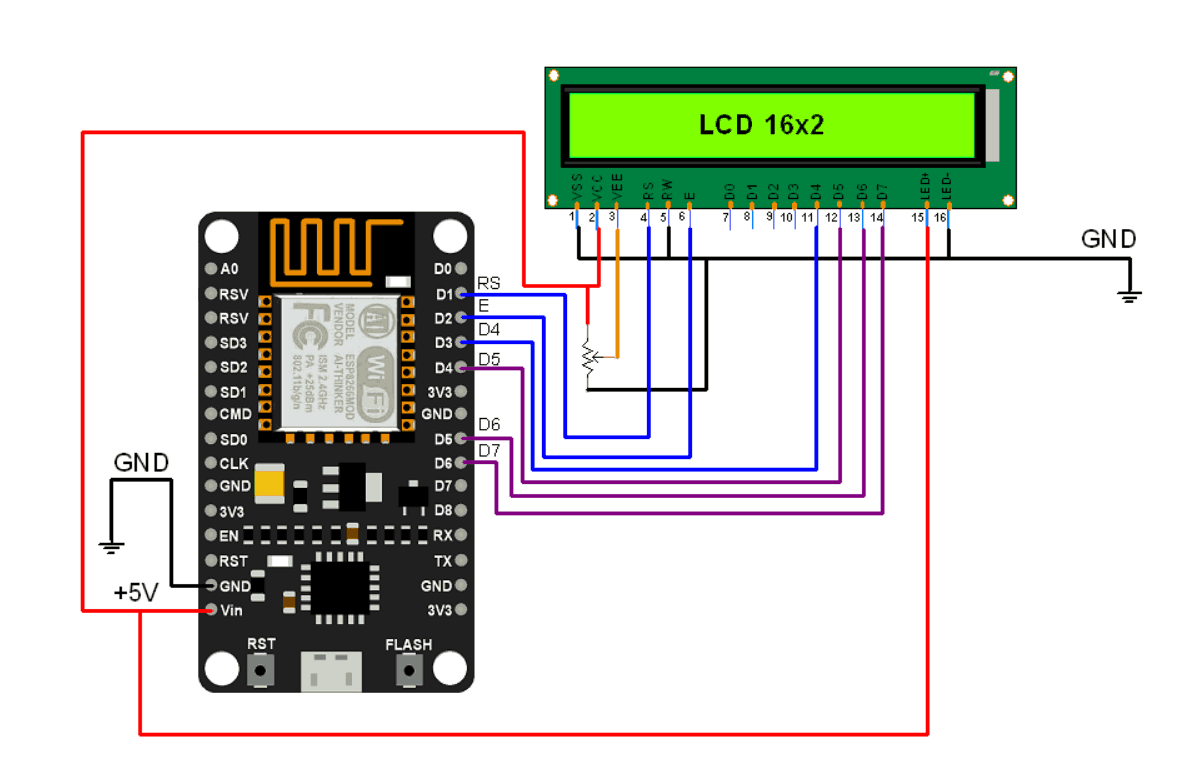 LCD 16x2
VSS
VCC
VEE
RS
RW
E
D0
D1
D2
D3
D4
D5
D6
D7
LED+
LED-
1
2
3
4
5
6
7
8
9
10
11
12
13
14
15
16
GND
RS
E
D4
D5
D6
D7
A0
RSV
RSV
SD3
SD2
SD1
CMD
SD0
CLK
GND
3V3
EN
RST
GND
Vin
D0
D1
D2
D3
D4
3V3
GND
D5
D6
D7
D8
RX
TX
GND
3V3
MODEL ESP8266MOD
VENDOR AI-THINKER
ISM 2.4GHz
PA +25dBm
802.11b/g/n
FC
AI
Wi Fi
GND
+5V
RST
FLASH